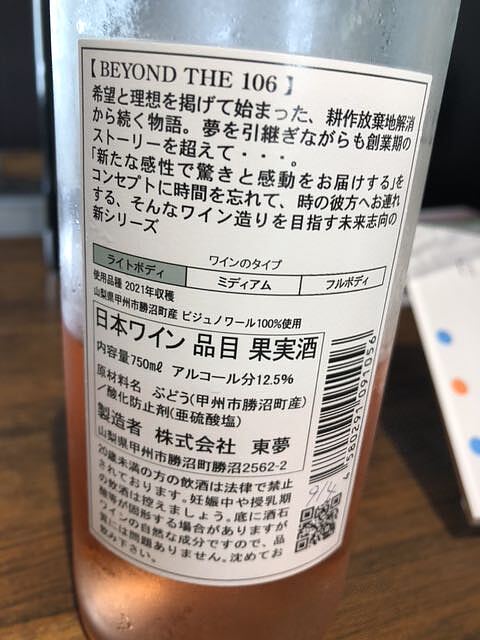 【BEYOND THE 106】
希望と理想を掲げて始まった、耕作放棄地解消
から続く物語。夢を引継ぎながらも創業期の
ストーリーを超えて・・・。
「新たな感性で驚きと感動をお届けする」を
コンセプトに時間を忘れて、時の彼方へお連れ
する、そんなワイン造りを目指す未来志向の
新シリーズ
ワインのタイプ
ライトボディ ミディアム フルボディ
使用品種 2021年収穫
山梨県甲州市勝沼町産 ビジュノワール100%使用
日本ワイン 品目 果実酒
内容量750mℓ アルコール分12.5%
原材料名 ぶどう(甲州市勝沼町産)
/酸化防止剤(亜硫酸塩)
製造者 株式会社 東夢
山梨県甲州市勝沼町勝沼2562-2
20歳未満の方の飲酒は法律で禁止
されております。妊娠中や授乳期
の飲酒は控えましょう。底に酒石
酸等が固形する場合がありますが
ワインの自然な成分ですので、品
質には問題ありません。沈めてお
飲み下さい。
9/4